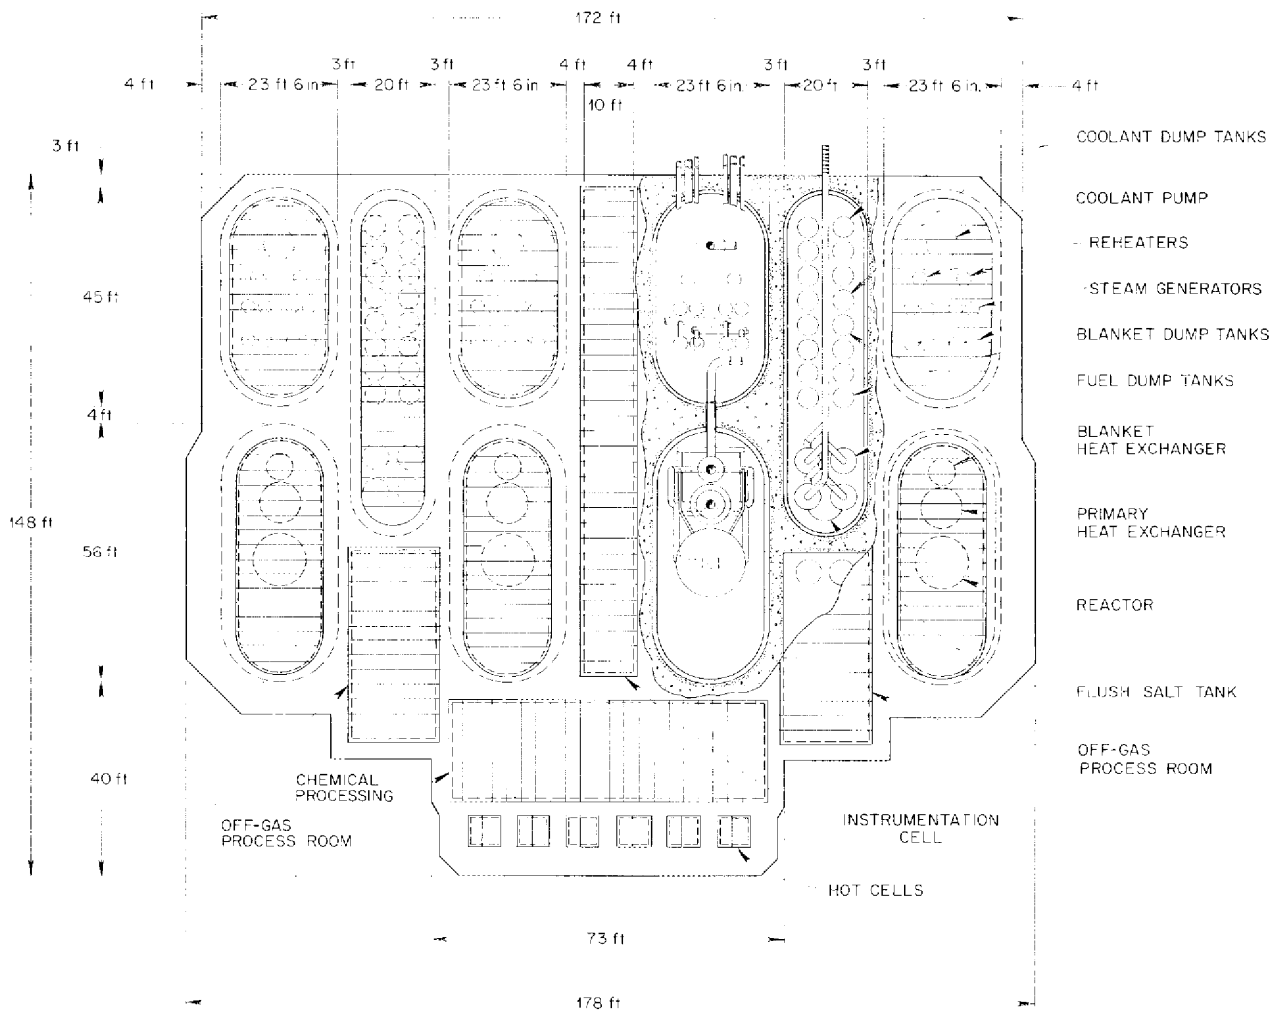 172 ft
3 ft
3 ft
4 ft
4 ft
3 ft
3 ft
4 ft
23 ft 6 in
20 ft
23 ft 6 in
10 ft
23 ft 6 in.
20 ft
23 ft 6 in.
4 ft
3 ft
45 ft
4 ft
148 ft
56 ft
40 ft
COOLANT DUMP TANKS
COOLANT PUMP
REHEATERS
STEAM GENERATORS
BLANKET DUMP TANKS
FUEL DUMP TANKS
BLANKET
HEAT EXCHANGER
PRIMARY
HEAT EXCHANGER
REACTOR
FLUSH SALT TANK
OFF-GAS
PROCESS ROOM
CHEMICAL
PROCESSING
OFF-GAS
PROCESS ROOM
INSTRUMENTATION
CELL
HOT CELLS
73 ft
178 ft